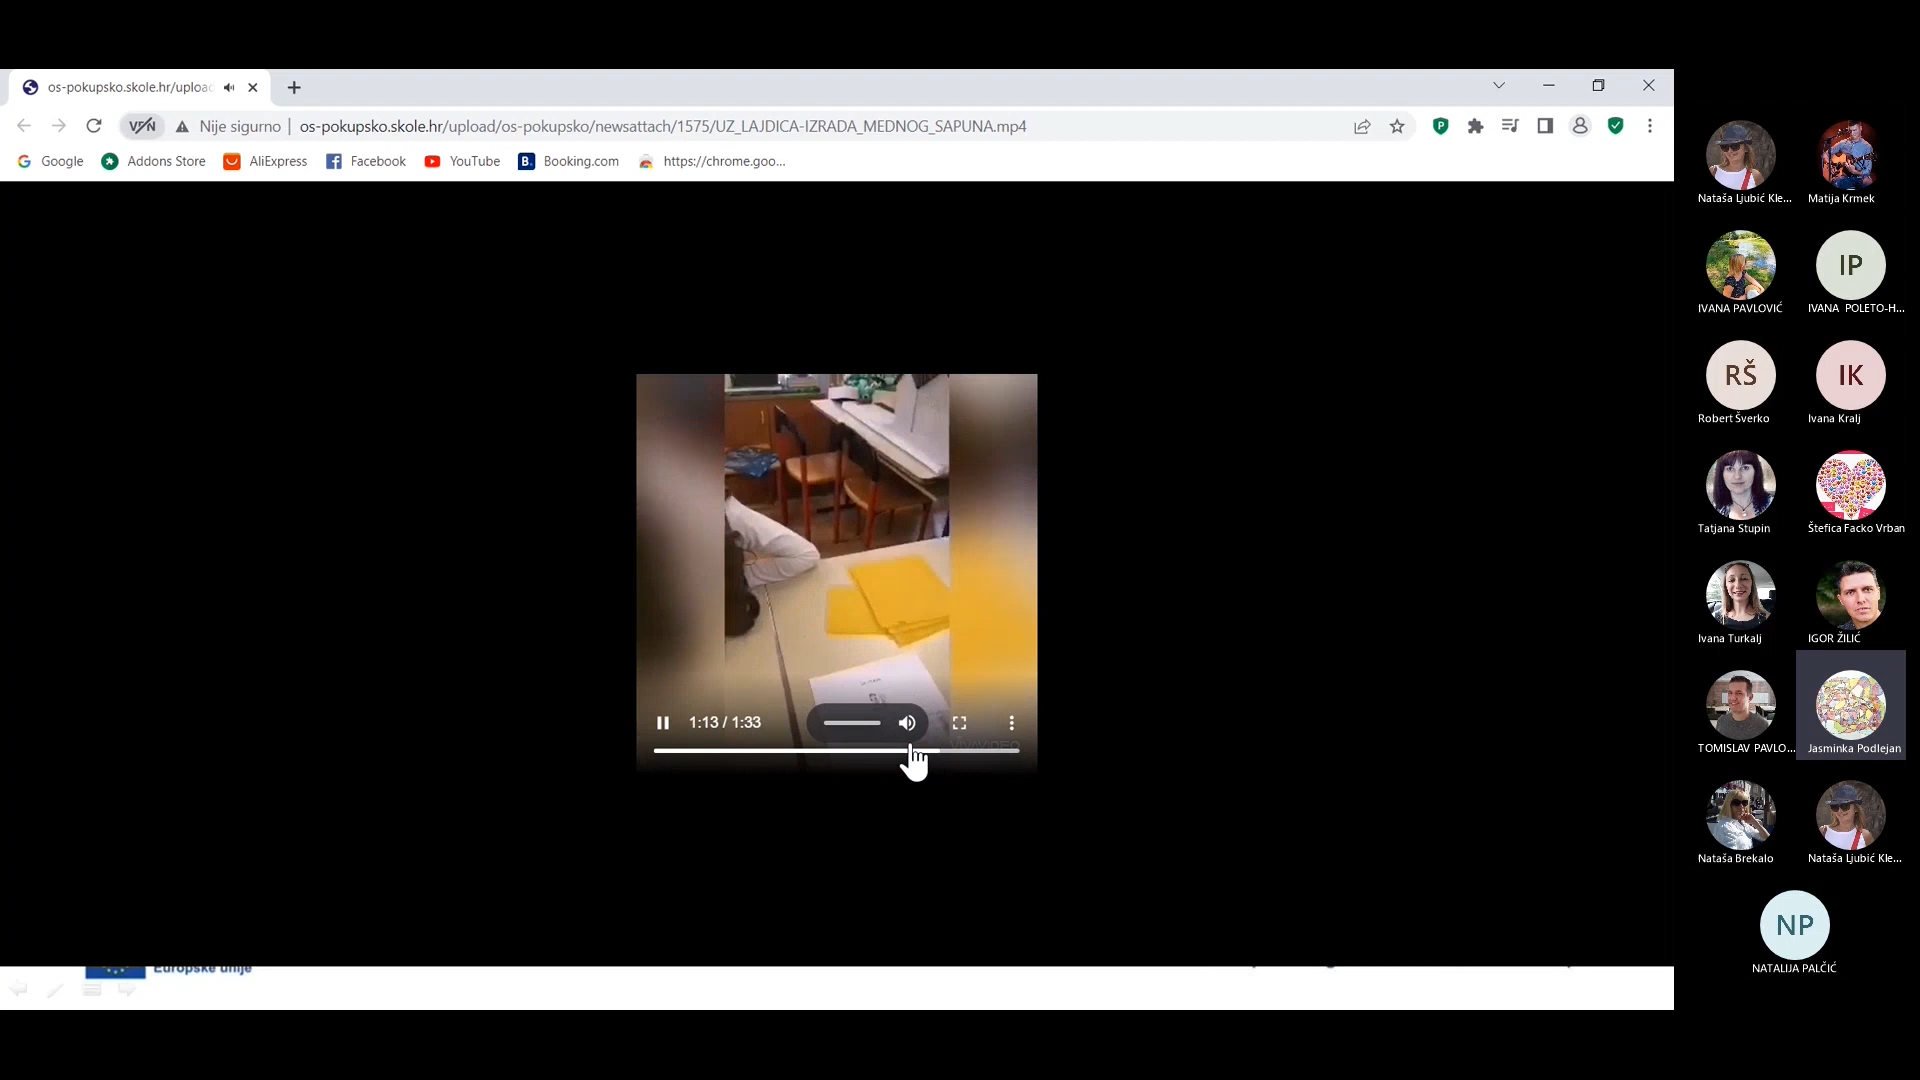 os-pokupsko.skole.hr/upload
VPN
Nije sigurno
os-pokupsko.skole.hr/upload/os-pokupsko/newsattach/1575/UZ_LAJDICA-IZRADA_MEDNOG_SAPUNA.mp4
Google
Addons Store
AliExpress
Facebook
YouTube
Booking.com
https://chrome.goo...
1:13 / 1:33
VIVAVIDEO
Europske unije
Nataša Ljubić Kle...
Matija Krmek
IVANA PAVLOVIĆ
IP
IVANA POLETO-H...
RŠ
Robert Šverko
IK
Ivana Kralj
Tatjana Stupin
Štefica Facko Vrban
Ivana Turkalj
IGOR ŽILIĆ
TOMISLAV PAVLO...
Jasminka Podlejan
Nataša Brekalo
Nataša Ljubić Kle...
NP
NATALIJA PALČIĆ